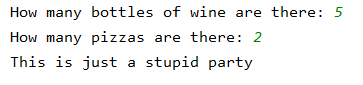 How many bottles of wine are there: 5
How many pizzas are there: 2
This is just a stupid party